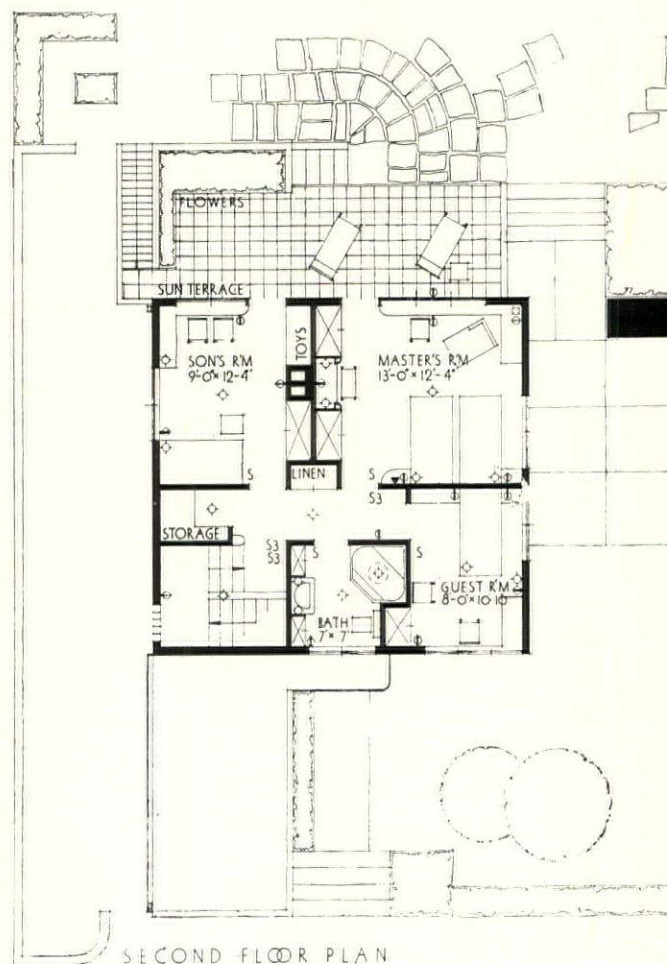 FLOWERS
SUN TERRACE
SON'S R'M
9'-0" × 12'-4"
TOYS
MASTER'S R'M
13'-0" × 12'-4"
LINEN
S
S
S3
STORAGE
S3
S3
S
S
GUEST R'M
8'-0" × 10'-10
BATH
7' × 7'
SECOND FLOOR PLAN